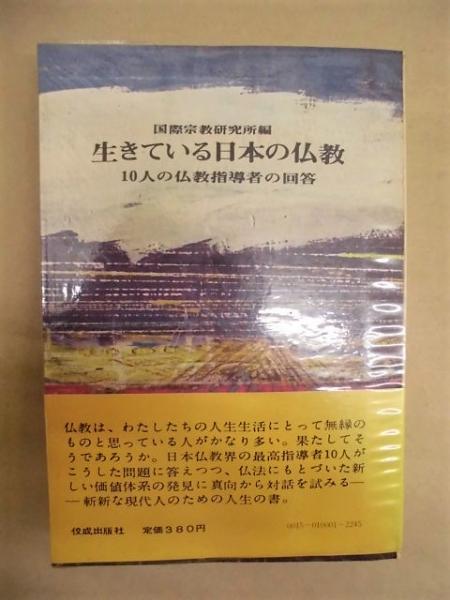 国際宗教研究所編
生きている日本の仏教
10人の仏教指導者の回答
仏教は、わたしたちの人生生活にとって無縁の
ものと思っている人がかなり多い。果たしてそ
うであろうか。日本仏教界の最高指導者10人が
こうした問題に答えつつ、仏法にもとづいた新
しい価値体系の発見に真向から対話を試みる—
—斬新な現代人のための人生の書。
佼成出版社 定価380円
0015-010001-2245